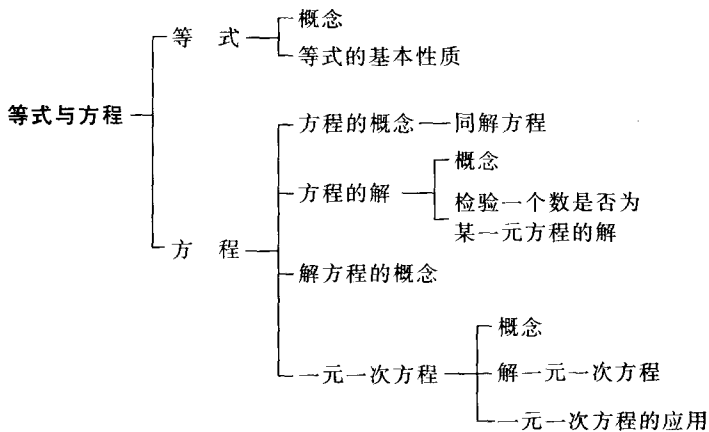 概念
等 式
等式的基本性质
等式与方程
方程的概念
同解方程
概念
方程的解
检验一个数是否为
某一元方程的解
方 程
解方程的概念
概念
一元一次方程
解一元一次方程
一元一次方程的应用